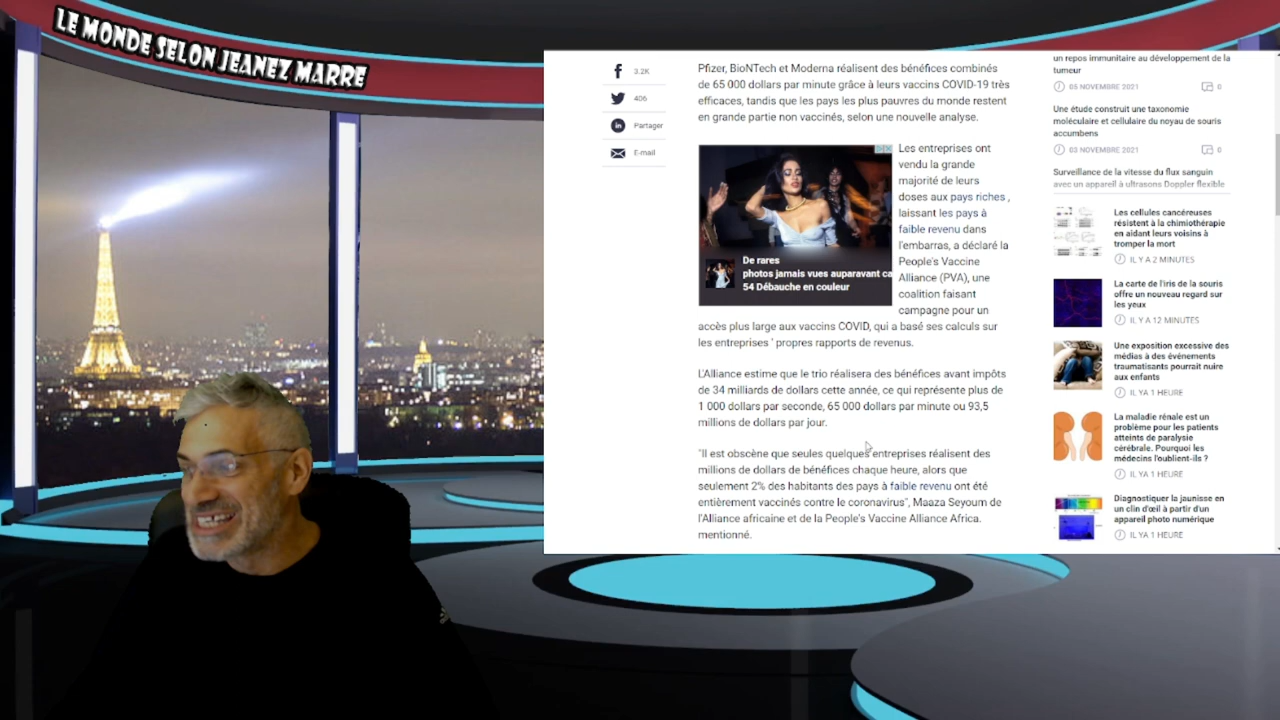 LE MONDE SELON JEANEZ MARRE
3.2K
406
Partager
E-mail
Pfizer, BioNTech et Moderna réalisent des bénéfices combinés
de 65 000 dollars par minute grâce à leurs vaccins COVID-19 très
efficaces, tandis que les pays les plus pauvres du monde restent
en grande partie non vaccinés, selon une nouvelle analyse.
De rares
photos jamais vues auparavant ca
54 Débauche en couleur
Les entreprises ont
vendu la grande
majorité de leurs
doses aux pays riches ,
laissant les pays à
faible revenu dans
l'embarras, a déclaré la
People's Vaccine
Alliance (PVA), une
coalition faisant
campagne pour un
accès plus large aux vaccins COVID, qui a basé ses calculs sur
les entreprises ' propres rapports de revenus.
L'Alliance estime que le trio réalisera des bénéfices avant impôts
de 34 milliards de dollars cette année, ce qui représente plus de
1 000 dollars par seconde, 65 000 dollars par minute ou 93,5
millions de dollars par jour.
"Il est obscène que seules quelques entreprises réalisent des
millions de dollars de bénéfices chaque heure, alors que
seulement 2% des habitants des pays à faible revenu ont été
entièrement vaccinés contre le coronavirus", Maaza Seyoum de
l'Alliance africaine et de la People's Vaccine Alliance Africa.
mentionné.
un repos immunitaire au développement de la
tumeur
05 NOVEMBRE 2021 0
Une étude construit une taxonomie
moléculaire et cellulaire du noyau de souris
accumbens
03 NOVEMBRE 2021 0
Surveillance de la vitesse du flux sanguin
avec un appareil à ultrasons Doppler flexible
Les cellules cancéreuses
résistent à la chimiothérapie
en aidant leurs voisins à
tromper la mort
IL Y A 2 MINUTES
La carte de l'iris de la souris
offre un nouveau regard sur
les yeux
IL Y A 12 MINUTES
Une exposition excessive des
médias à des événements
traumatisants pourrait nuire
aux enfants
IL YA 1 HEURE
La maladie rénale est un
problème pour les patients
atteints de paralysie
cérébrale. Pourquoi les
médecins l'oublient-ils ?
IL YA 1 HEURE
Diagnostiquer la jaunisse en
un clin d'œil à partir d'un
appareil photo numérique
IL YA 1 HEURE